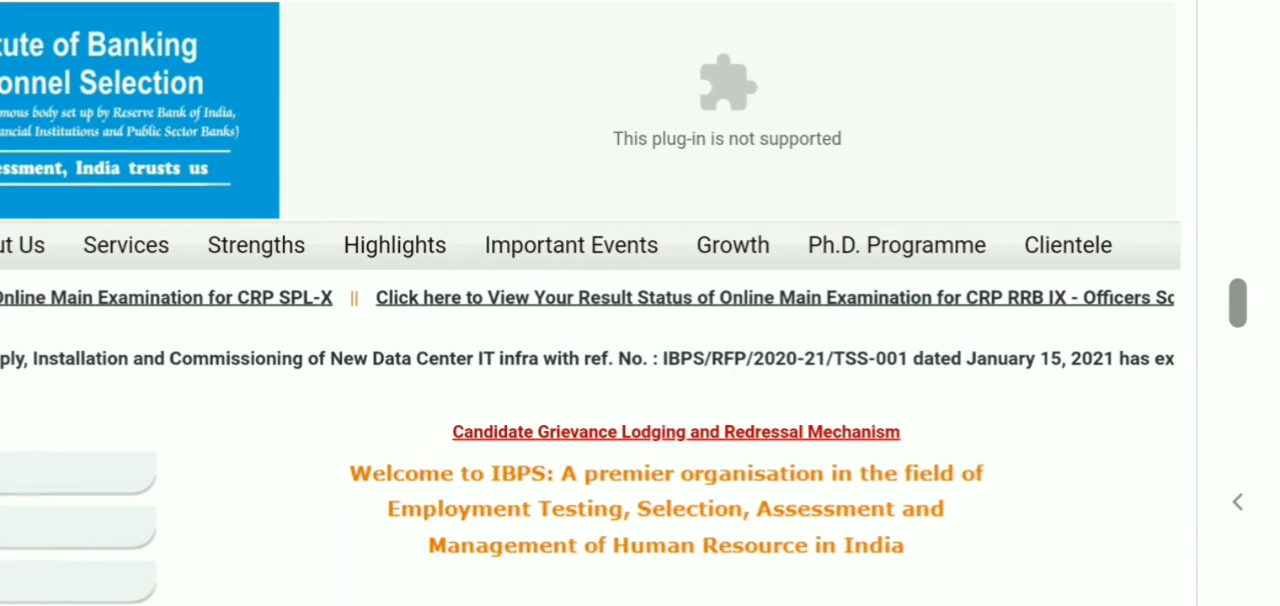 tute of Banking
onnel Selection
mous body set up by Reserve Bank of India,
ancial Institutions and Public Sector Banks)
essment, India trusts us
This plug-in is not supported
ut Us Services Strengths Highlights Important Events Growth Ph.D. Programme Clientele
Online Main Examination for CRP SPL-X || Click here to View Your Result Status of Online Main Examination for CRP RRB IX - Officers Sc
ply, Installation and Commissioning of New Data Center IT infra with ref. No. : IBPS/RFP/2020-21/TSS-001 dated January 15, 2021 has ex
Candidate Grievance Lodging and Redressal Mechanism
Welcome to IBPS: A premier organisation in the field of
Employment Testing, Selection, Assessment and
Management of Human Resource in India